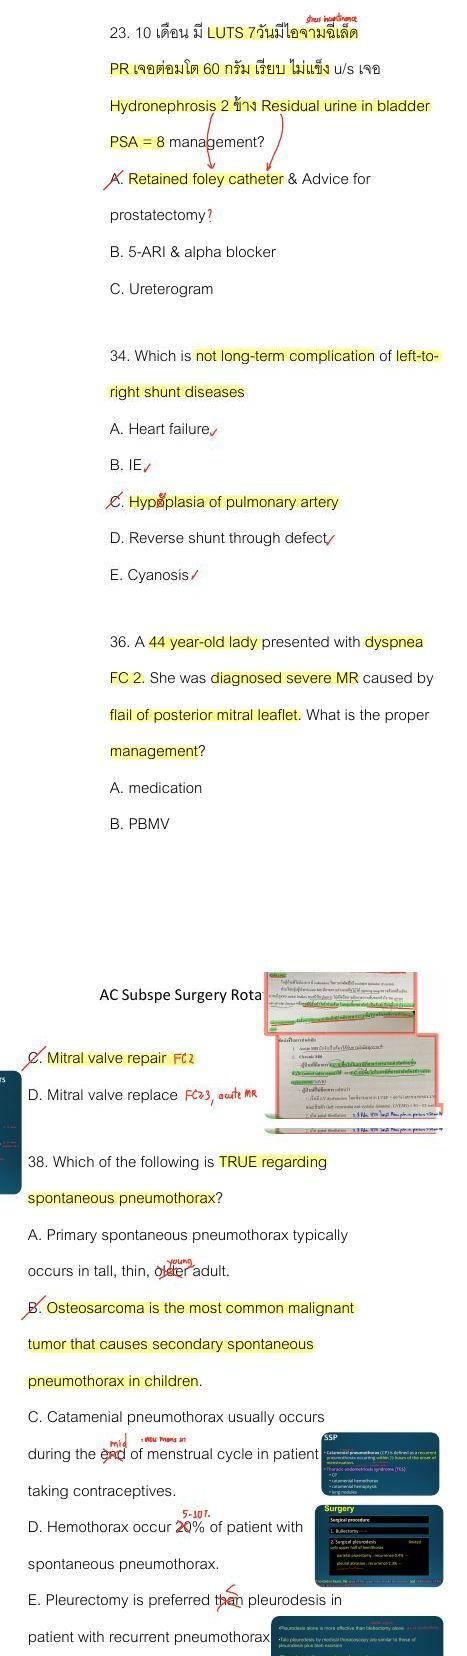 stress incontinence
23. 10 เดือน มี LUTS 7วันมีไอจามฉี่เล็ด
PR เจอต่อมโต 60 กรัม เรียบ ไม่แข็ง u/s เจอ
Hydronephrosis 2 ข้าง Residual urine in bladder
PSA = 8 management?
A. Retained foley catheter & Advice for
prostatectomy?
B. 5-ARI & alpha blocker
C. Ureterogram
34. Which is not long-term complication of left-to-
right shunt diseases
A. Heart failure✓
B. IE✓
C. Hypoplasia of pulmonary artery
D. Reverse shunt through defect✓
E. Cyanosis✓
36. A 44 year-old lady presented with dyspnea
FC 2. She was diagnosed severe MR caused by
flail of posterior mitral leaflet. What is the proper
management?
A. medication
B. PBMV
AC Subspe Surgery Rota
C. Mitral valve repair FC2
D. Mitral valve replace FC≥3, acute MR
38. Which of the following is TRUE regarding
spontaneous pneumothorax?
A. Primary spontaneous pneumothorax typically
young
occurs in tall, thin, older adult.
B. Osteosarcoma is the most common malignant
tumor that causes secondary spontaneous
pneumothorax in children.
C. Catamenial pneumothorax usually occurs
mid
during the end of menstrual cycle in patient
taking contraceptives.
5-10%
D. Hemothorax occur 20% of patient with
spontaneous pneumothorax.
E. Pleurectomy is preferred than pleurodesis in
patient with recurrent pneumothorax
SSP
Surgery
Surgical procedure
1. Bullectomy
2. Surgical pleurodesis